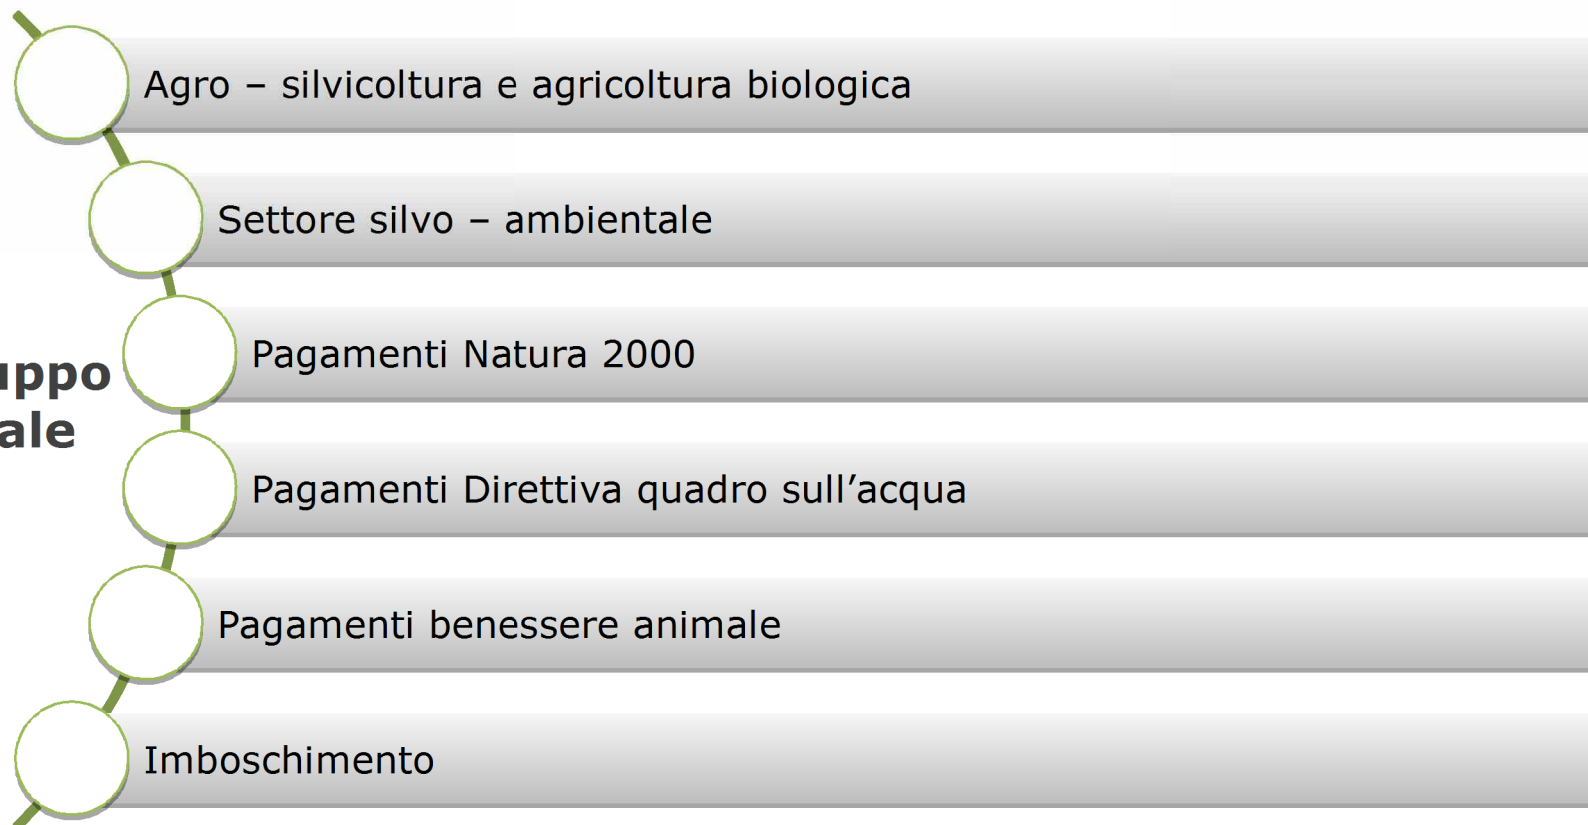 Agro – silvicoltura e agricoltura biologica
Settore silvo – ambientale
Pagamenti Natura 2000
uppo
ale
Pagamenti Direttiva quadro sull’acqua
Pagamenti benessere animale
Imboschimento